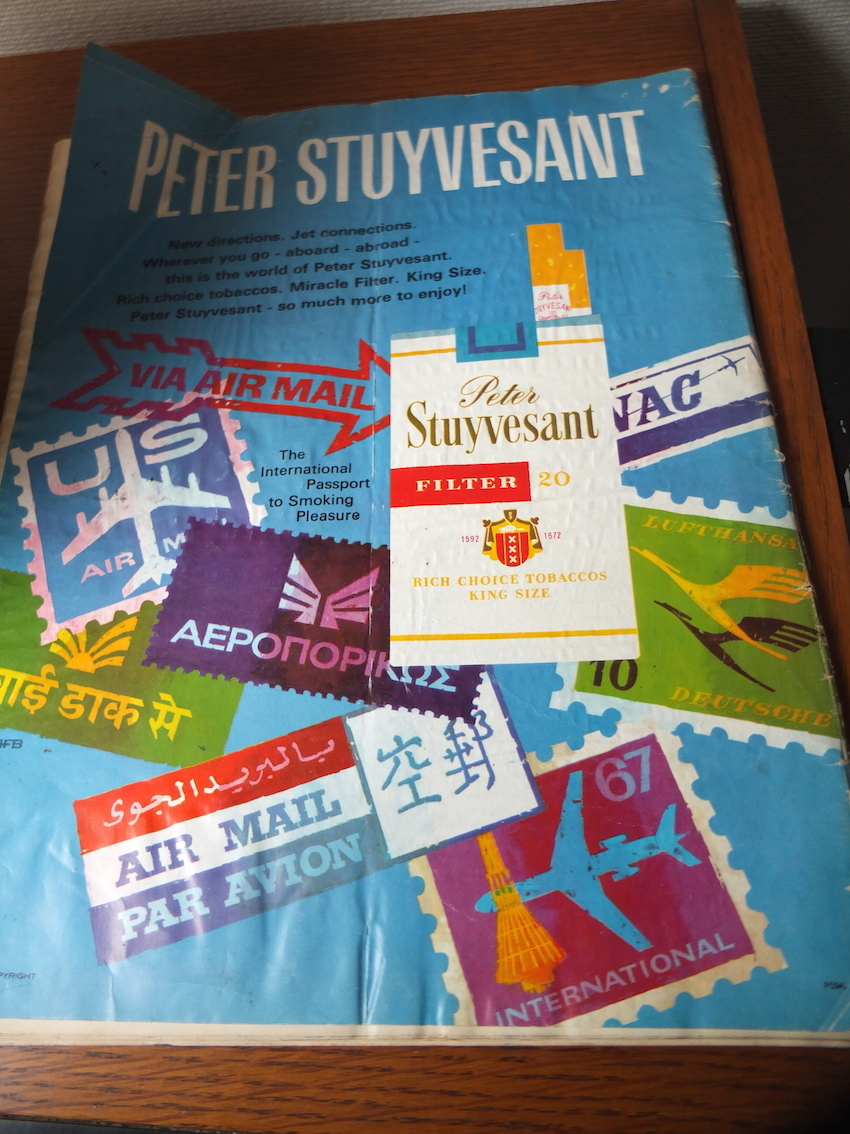 PETER STUYVESANT
New directions. Jet connections.
Wherever you go - aboard - abroad -
this is the world of Peter Stuyvesant.
Rich choice tobaccos. Miracle Filter. King Size.
Peter Stuyvesant - so much more to enjoy!
VIA AIR MAIL
The
International
Passport
to Smoking
Pleasure
Peter
Stuyvesant
FILTER 20
1592 1672
RICH CHOICE TOBACCOS
KING SIZE
US
AIR M
ΑΕΡΟΠΟΡΙΚΩΣ
VAC
LUFTHANSA
10
DEUTSCHE
डाक से
بالبريد الجوى
AIR MAIL
PAR AVION
空郵
67
INTERNATIONAL